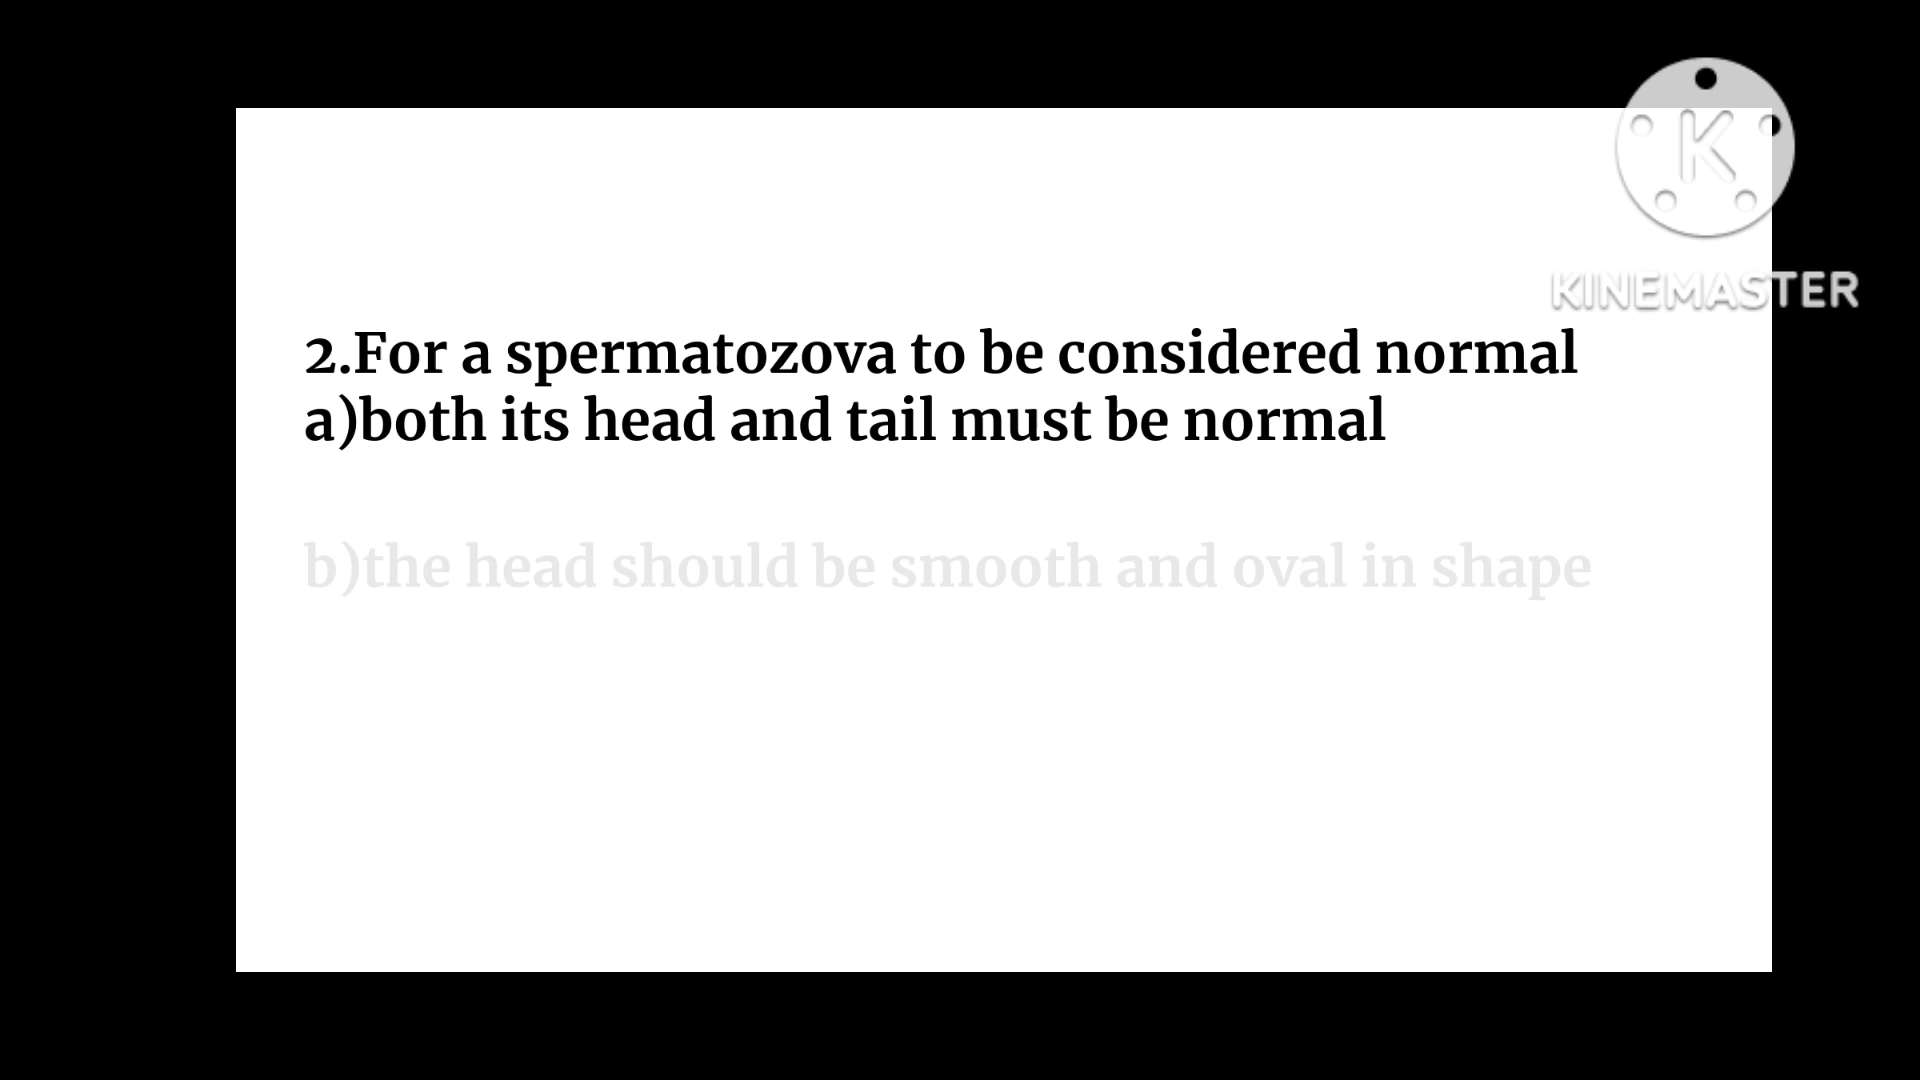 KINEMASTER
2.For a spermatozova to be considered normal
a)both its head and tail must be normal
b)the head should be smooth and oval in shape